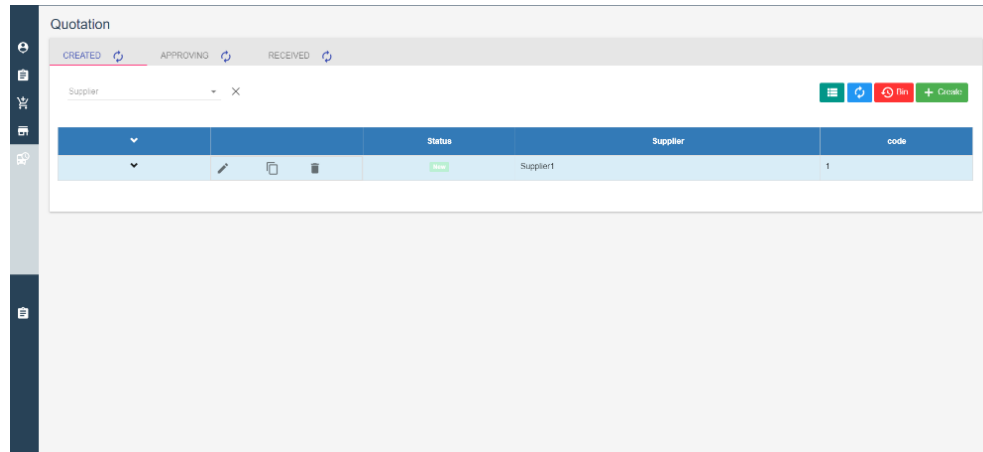 Quotation
CREATED APPROVING RECEIVED
Supplier
Bin Create
Status Supplier code
Supplier1 1